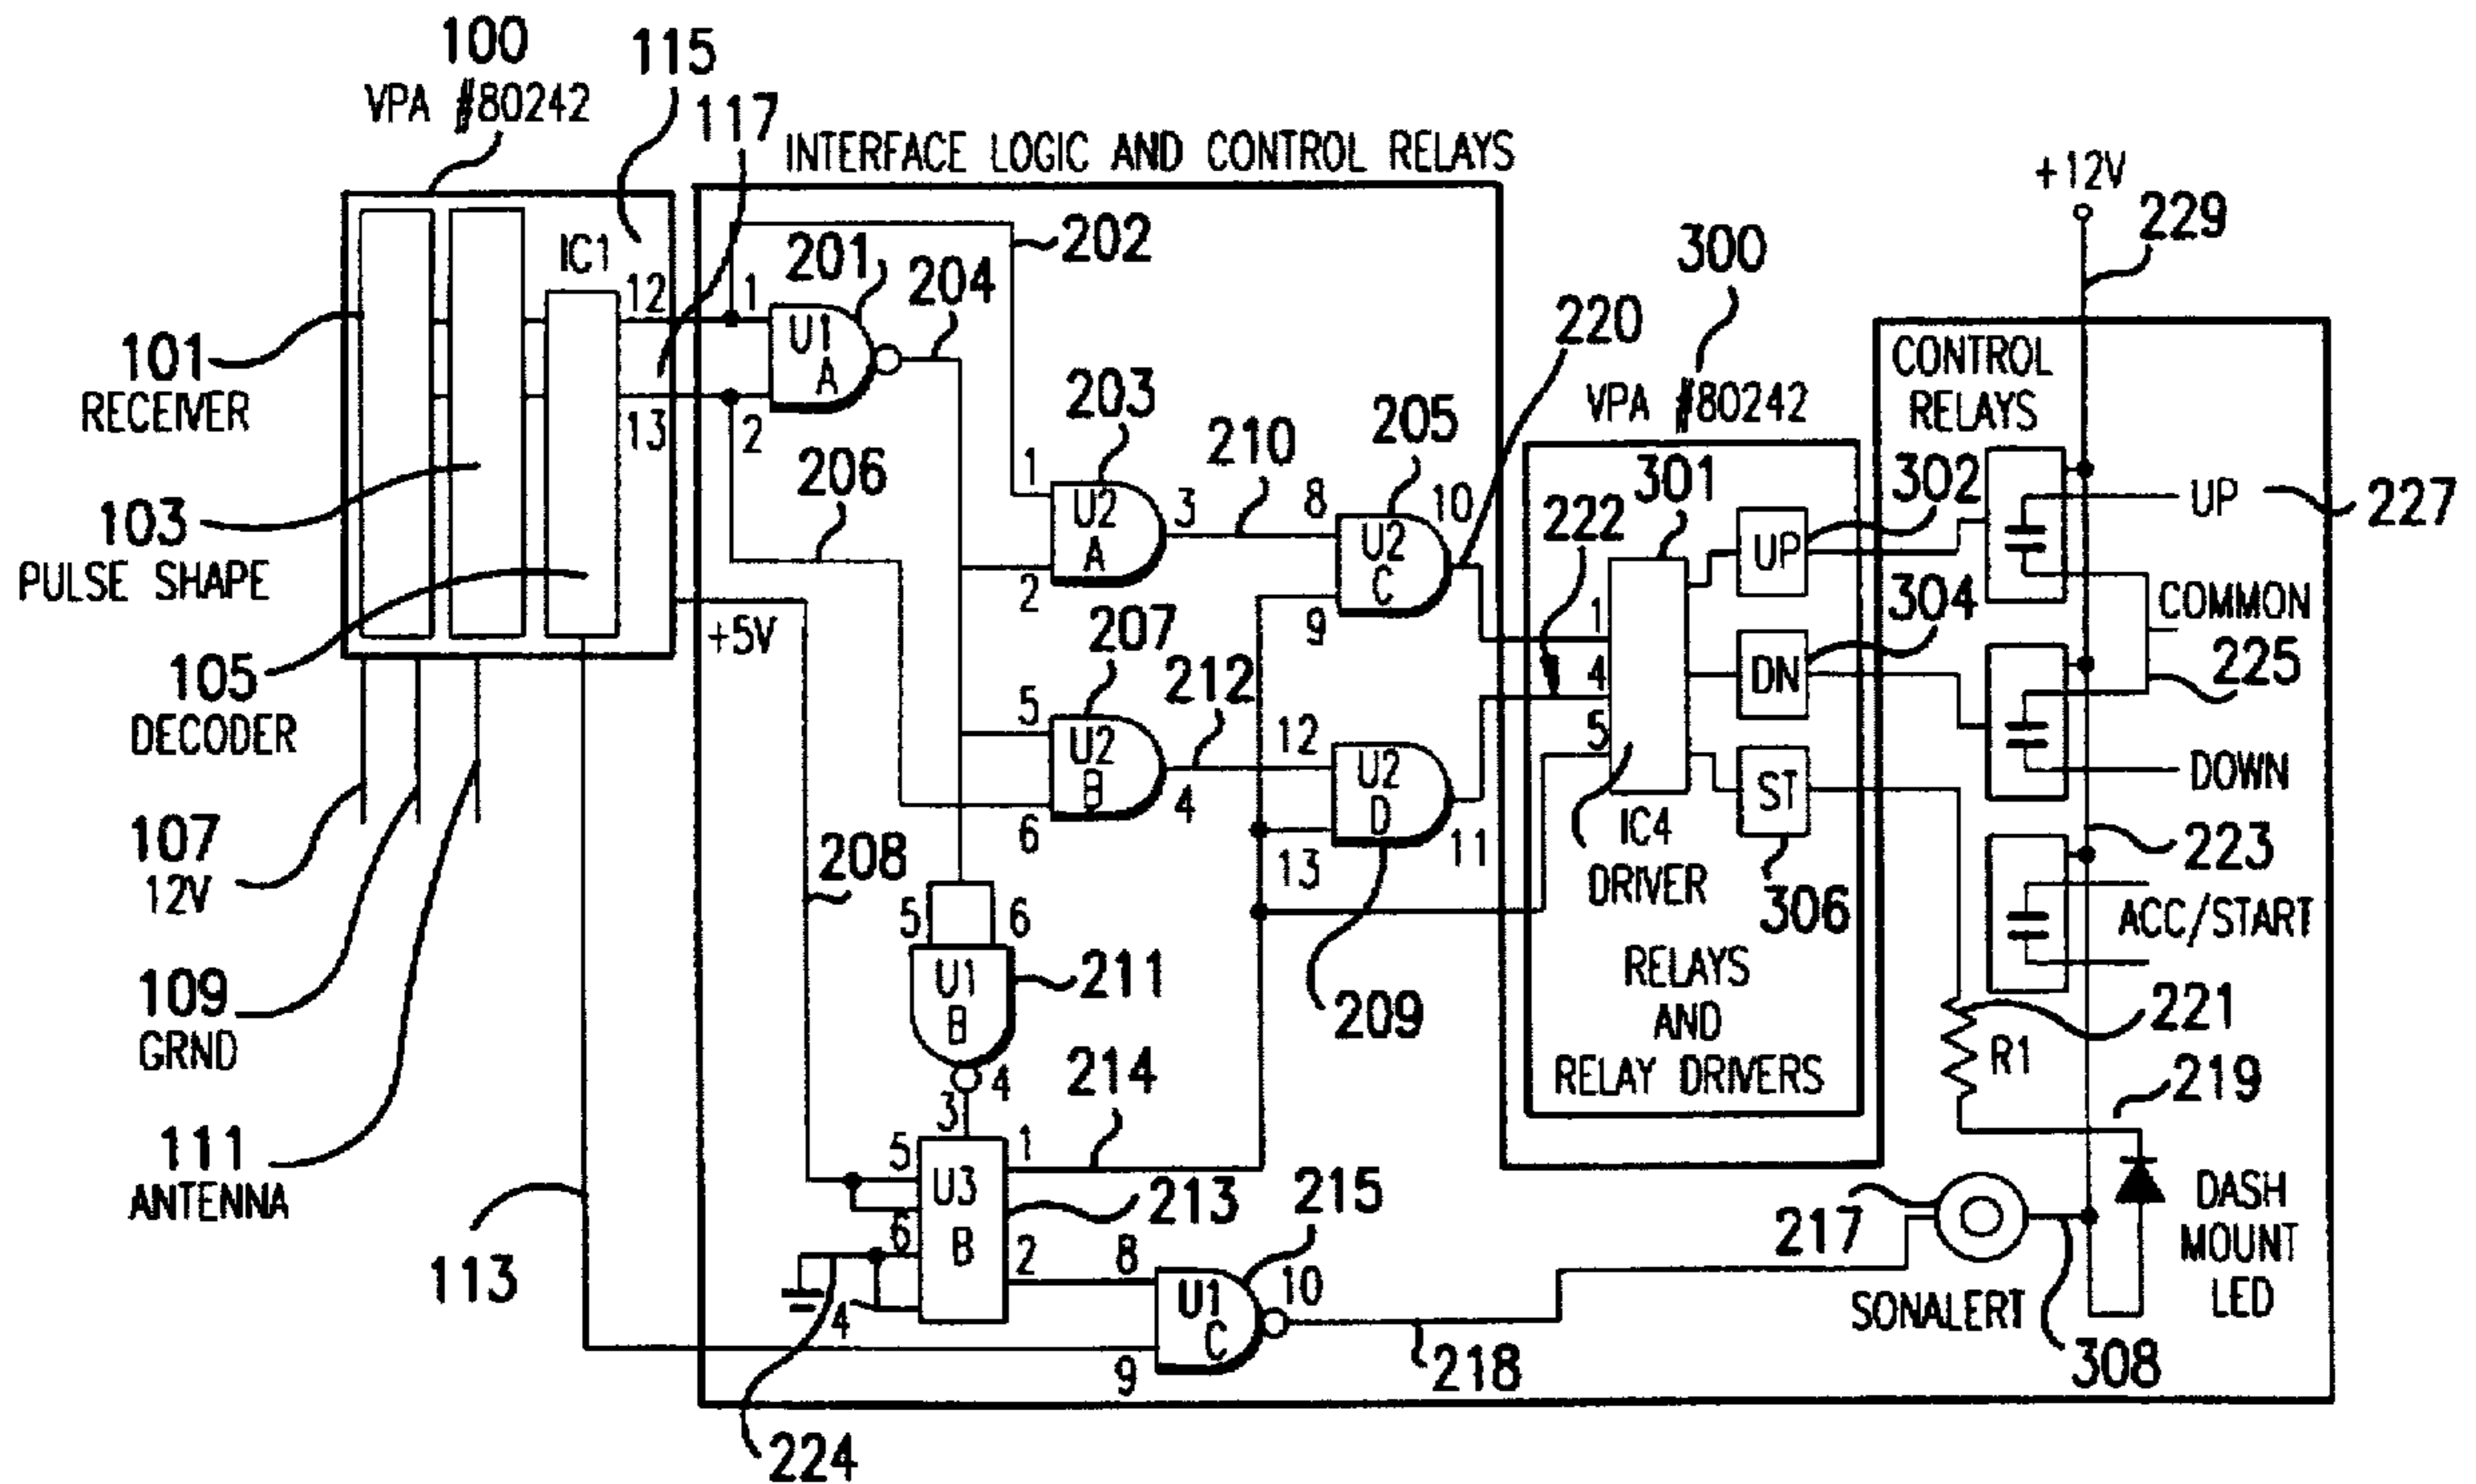 100
VPA #80242
115
117
INTERFACE LOGIC AND CONTROL RELAYS
+12V
229
IC1
12
13
1
2
U1
A
201
202
204
206
101
RECEIVER
103
PULSE SHAPE
105
DECODER
107
12V
109
GRND
111
ANTENNA
113
+5V
208
1
2
U2
A
203
3
210
8
9
U2
C
205
10
220
5
6
U2
B
207
4
212
12
13
U2
D
209
11
222
5
6
U1
B
211
4
3
5
6
4
U3
B
1
2
213
214
224
8
9
U1
C
215
10
218
300
VPA #80242
301
1
4
5
IC4
DRIVER
UP
302
DN
304
ST
306
RELAYS
AND
RELAY DRIVERS
CONTROL
RELAYS
UP
227
COMMON
225
DOWN
223
ACC/START
221
R1
219
217
SONALERT
308
DASH
MOUNT
LED